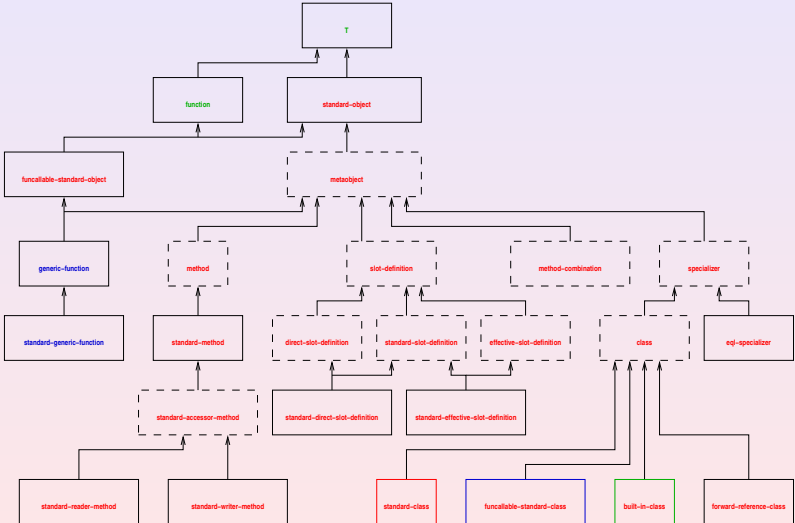 T
function
standard-object
funcallable-standard-object
metaobject
generic-function
method
slot-definition
method-combination
specializer
standard-generic-function
standard-method
direct-slot-definition
standard-slot-definition
effective-slot-definition
class
eql-specializer
standard-accessor-method
standard-direct-slot-definition
standard-effective-slot-definition
standard-reader-method
standard-writer-method
standard-class
funcallable-standard-class
built-in-class
forward-reference-class